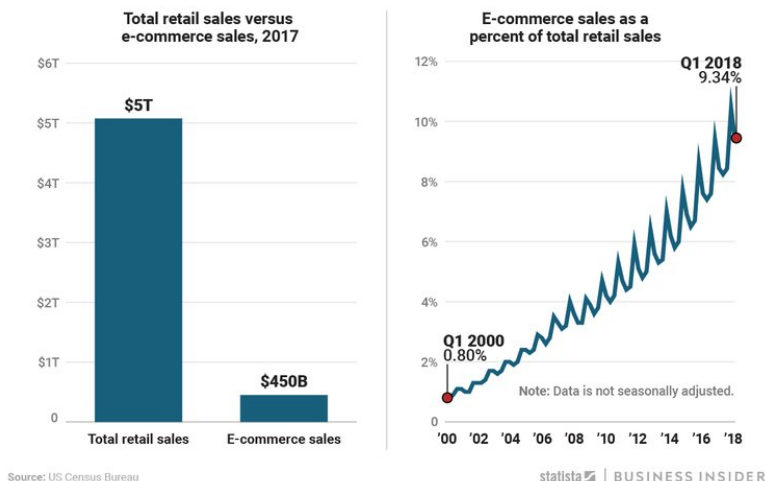 Total retail sales versus
e-commerce sales, 2017
$6T
$5T
$4T
$3T
$2T
$1T
0
$5T
$450B
Total retail sales
E-commerce sales
E-commerce sales as a
percent of total retail sales
12%
10%
8%
6%
4%
2%
0
Q1 2018
9.34%
Q1 2000
0.80%
Note: Data is not seasonally adjusted.
'00 '02 '04 '06 '08 '10 '12 '14 '16 '18
Source: US Census Bureau
statista | BUSINESS INSIDER